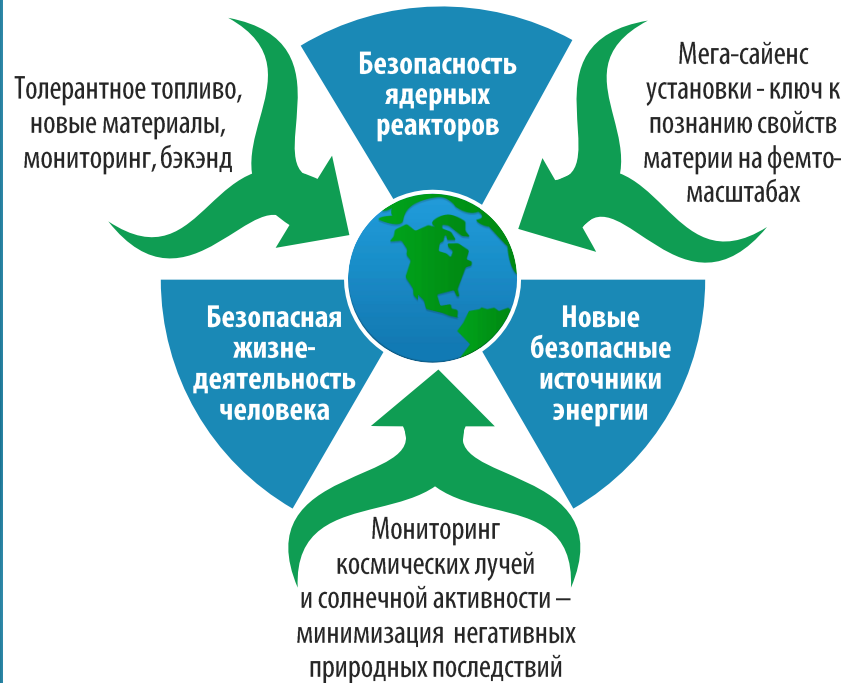 Толерантное топливо,
новые материалы,
мониторинг, бэкэнд
Безопасность
ядерных
реакторов
Мега-сайенс
установки - ключ к
познанию свойств
материи на фемто-
масштабах
Безопасная
жизне-
деятельность
человека
Новые
безопасные
источники
энергии
Мониторинг
космических лучей
и солнечной активности –
минимизация негативных
природных последствий